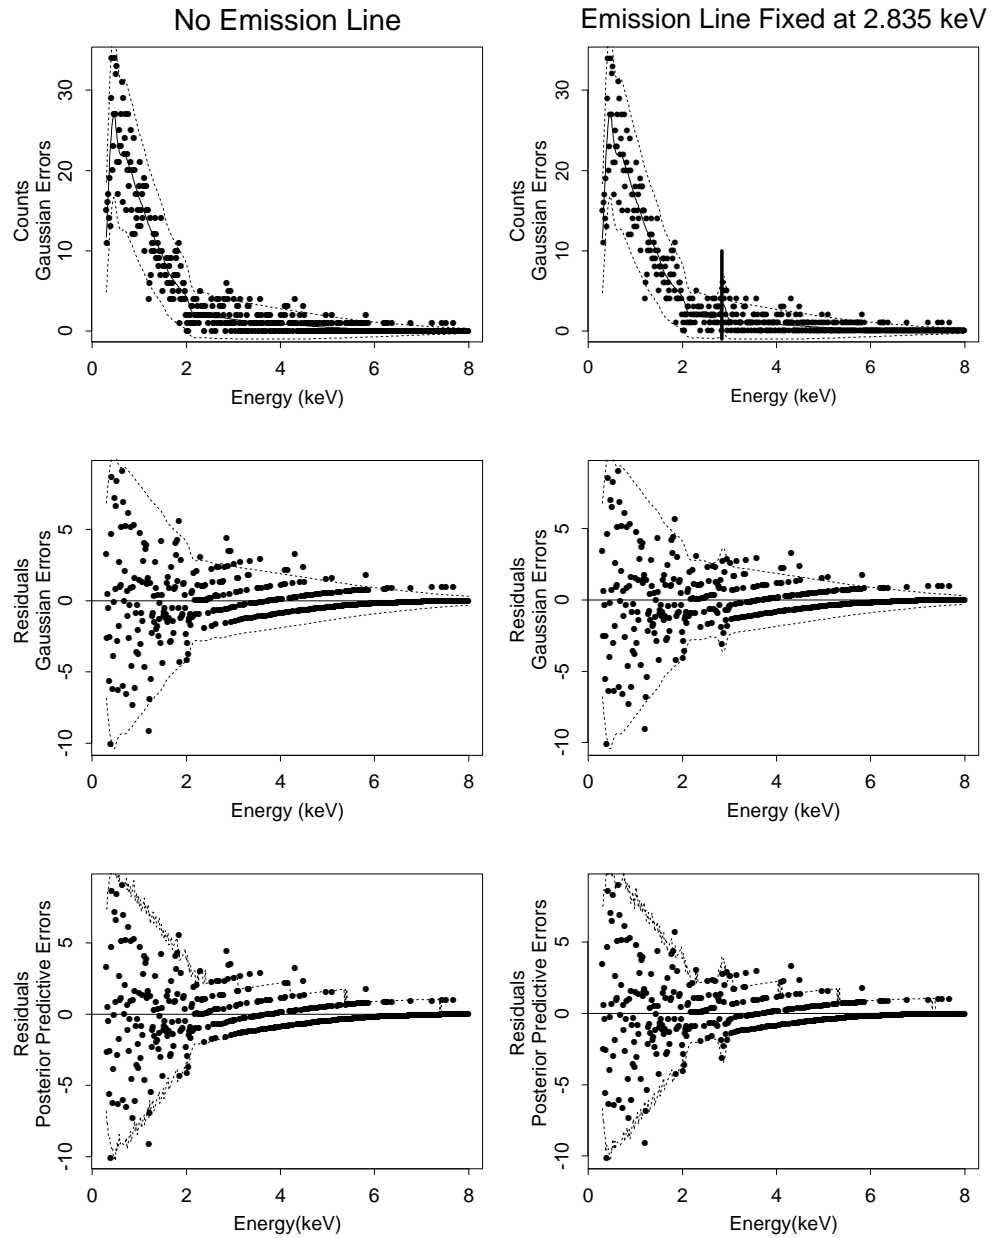 No Emission Line
Emission Line Fixed at 2.835 keV
Counts
Gaussian Errors
30
20
10
0
0 2 4 6 8
Energy (keV)
Counts
Gaussian Errors
30
20
10
0
0 2 4 6 8
Energy (keV)
Residuals
Gaussian Errors
5
0
-5
-10
0 2 4 6 8
Energy (keV)
Residuals
Gaussian Errors
5
0
-5
-10
0 2 4 6 8
Energy (keV)
Residuals
Posterior Predictive Errors
5
0
-5
-10
0 2 4 6 8
Energy(keV)
Residuals
Posterior Predictive Errors
5
0
-5
-10
0 2 4 6 8
Energy(keV)